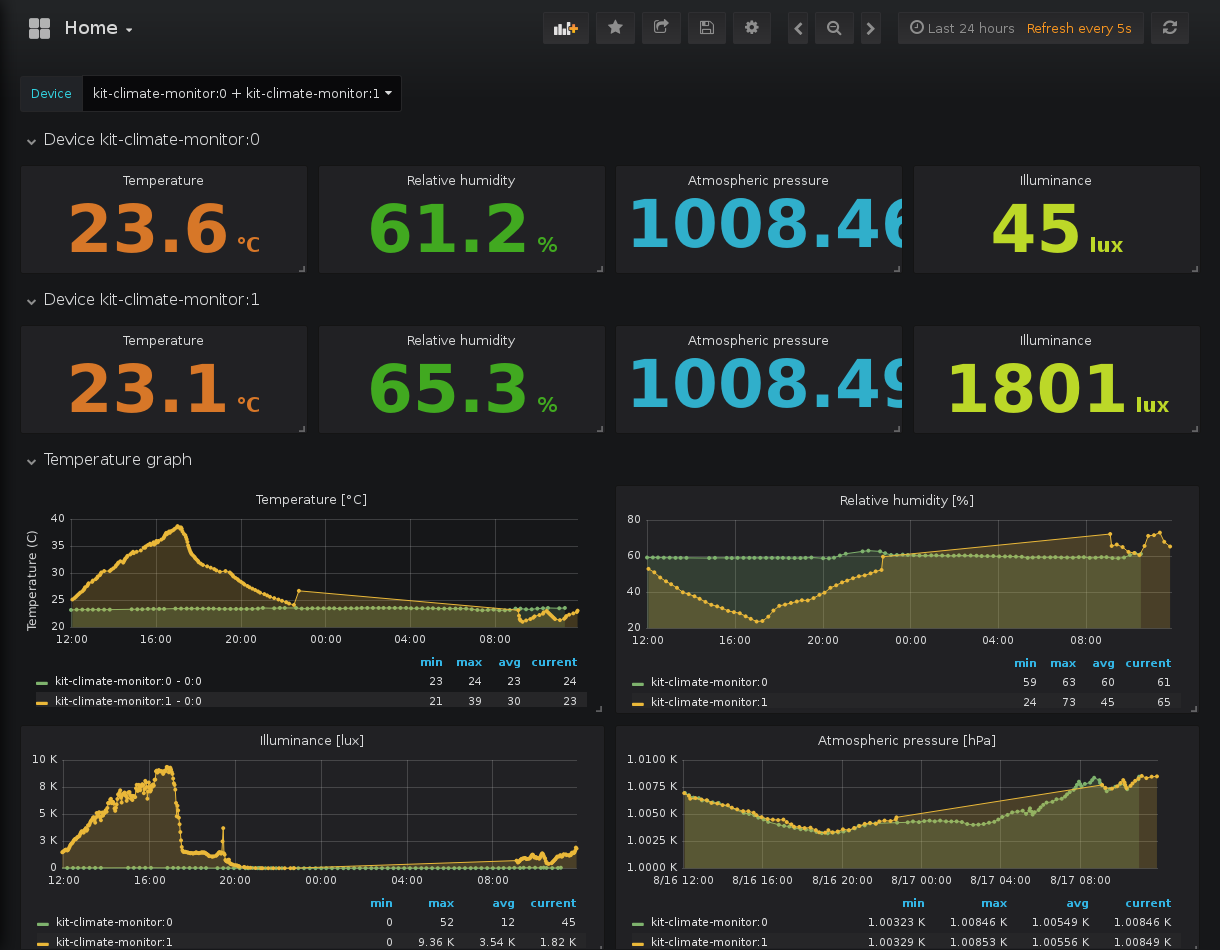 Home
Last 24 hours Refresh every 5s
Device kit-climate-monitor:0 + kit-climate-monitor:1
Device kit-climate-monitor:0
Temperature Relative humidity Atmospheric pressure Illuminance
23.6 °C 61.2 % 1008.46 45 lux
Device kit-climate-monitor:1
Temperature Relative humidity Atmospheric pressure Illuminance
23.1 °C 65.3 % 1008.49 1801 lux
Temperature graph
Temperature [°C]
Temperature (C)
40
35
30
25
20
12:00 16:00 20:00 00:00 04:00 08:00
min max avg current
kit-climate-monitor:0 - 0:0 23 24 23 24
kit-climate-monitor:1 - 0:0 21 39 30 23
Relative humidity [%]
80
60
40
20
12:00 16:00 20:00 00:00 04:00 08:00
min max avg current
kit-climate-monitor:0 59 63 60 61
kit-climate-monitor:1 24 73 45 65
Illuminance [lux]
10 K
8 K
5 K
3 K
0
12:00 16:00 20:00 00:00 04:00 08:00
min max avg current
kit-climate-monitor:0 0 52 12 45
kit-climate-monitor:1 0 9.36 K 3.54 K 1.82 K
Atmospheric pressure [hPa]
1.0100 K
1.0075 K
1.0050 K
1.0025 K
1.0000 K
8/16 12:00 8/16 16:00 8/16 20:00 8/17 00:00 8/17 04:00 8/17 08:00
min max avg current
kit-climate-monitor:0 1.00323 K 1.00846 K 1.00549 K 1.00846 K
kit-climate-monitor:1 1.00329 K 1.00853 K 1.00556 K 1.00849 K